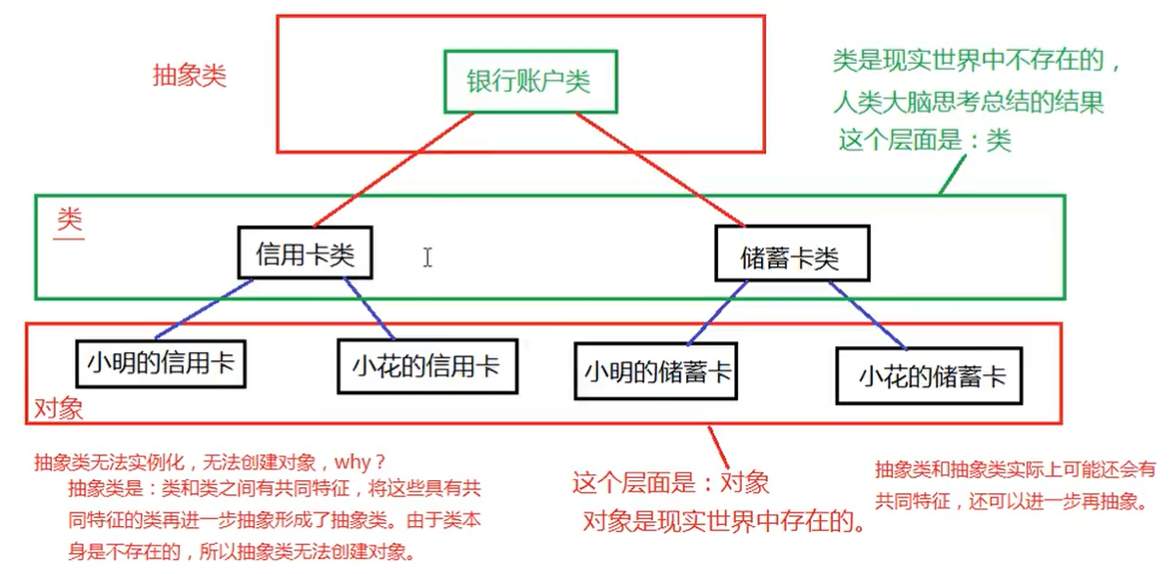 抽象类
银行账户类
类是现实世界中不存在的，
人类大脑思考总结的结果
这个层面是：类
类
信用卡类
储蓄卡类
小明的信用卡
小花的信用卡
小明的储蓄卡
小花的储蓄卡
对象
抽象类无法实例化，无法创建对象，why？
抽象类是：类和类之间有共同特征，将这些具有共
同特征的类再进一步抽象形成了抽象类。由于类本
身是不存在的，所以抽象类无法创建对象。
这个层面是：对象
对象是现实世界中存在的。
抽象类和抽象类实际上可能还会有
共同特征，还可以进一步再抽象。